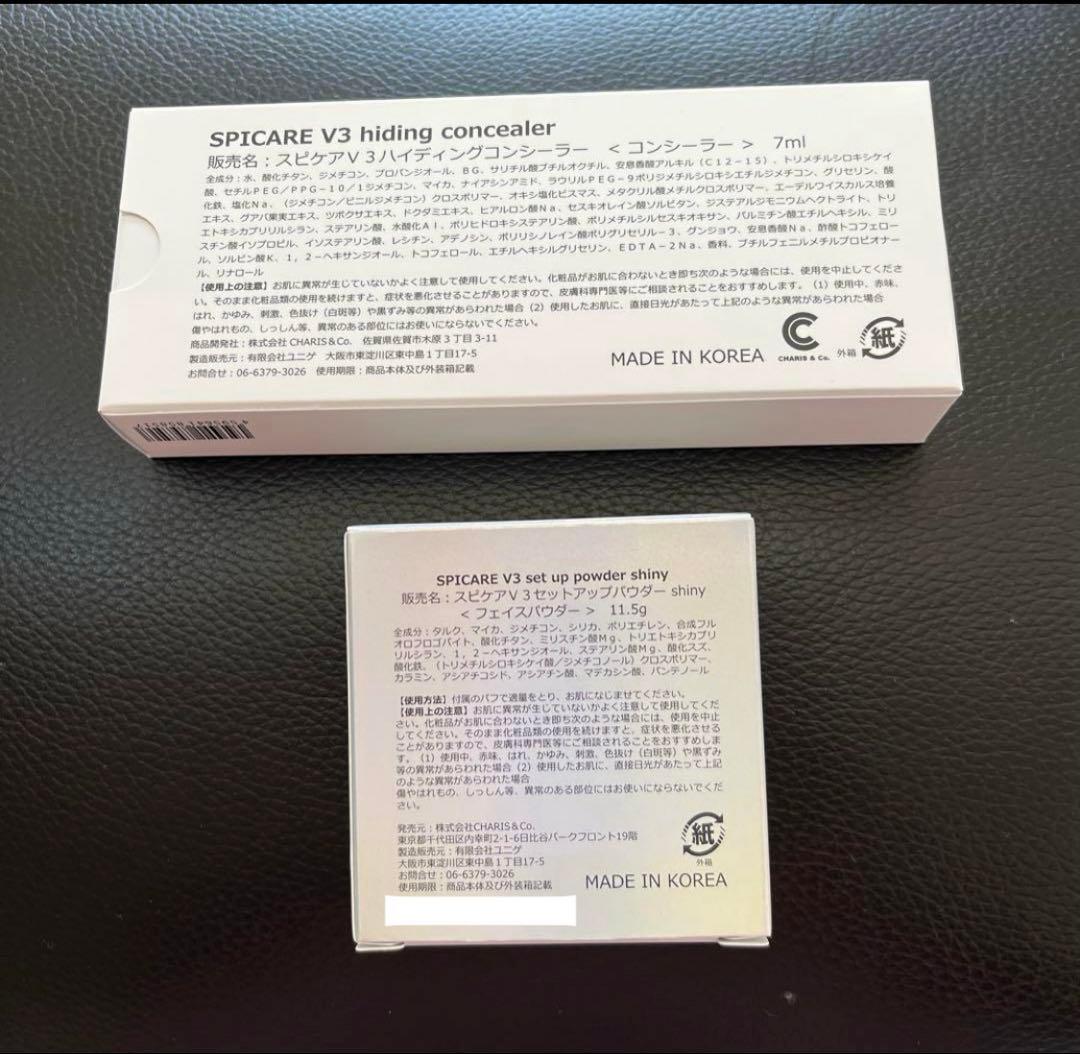 SPICARE V3 hiding concealer
販売名：スピケアV３ハイディングコンシーラー ＜ コンシーラー ＞ 7ml
全成分：水、酸化チタン、ジメチコン、プロパンジオール、BG、サリチル酸ブチルオクチル、安息香酸アルキル（C12－15）、トリメチルシロキシケイ
酸、セチルPEG／PPG－10／1ジメチコン、マイカ、ナイアシンアミド、ラウリルPEG－9ポリジメチルシロキシエチルジメチコン、グリセリン、酸
化鉄、塩化Na、（ジメチコン／ビニルジメチコン）クロスポリマー、オキシ塩化ビスマス、メタクリル酸メチルクロスポリマー、エーデルワイスカルス培養
エキス、グアバ果実エキス、ツボクサエキス、ドクダミエキス、ヒアルロン酸Na、セスキオレイン酸ソルビタン、ジステアルジモニウムヘクトライト、トリ
エトキシカプリリルシラン、ステアリン酸、水酸化Al、ポリヒドロキシステアリン酸、ポリメチルシルセスキオキサン、パルミチン酸エチルヘキシル、ミリ
スチン酸イソプロピル、イソステアリン酸、レシチン、アデノシン、ポリリシノレイン酸ポリグリセリル－3、グンジョウ、安息香酸Na、酢酸トコフェロー
ル、ソルビン酸K、1，2－ヘキサンジオール、トコフェロール、エチルヘキシルグリセリン、EDTA－2Na、香料、ブチルフェニルメチルプロピオナー
ル、リナロール
【使用上の注意】お肌に異常が生じていないかよく注意して使用してください。化粧品がお肌に合わないとき即ち次のような場合には、使用を中止してくださ
い。そのまま化粧品類の使用を続けますと、症状を悪化させることがありますので、皮膚科専門医等にご相談されることをおすすめします。（1）使用中、赤味、
はれ、かゆみ、刺激、色抜け（白斑等）や黒ずみ等の異常があらわれた場合（2）使用したお肌に、直接日光があたって上記のような異常があらわれた場合
傷やはれもの、しっしん等、異常のある部位にはお使いにならないでください。
商品開発社：株式会社 CHARIS＆Co. 佐賀県佐賀市木原３丁目3-11
製造販売元：有限会社ユニゲ 大阪市東淀川区東中島１丁目17-5
お問合せ：06-6379-3026 使用期限：商品本体及び外装箱記載
MADE IN KOREA
CHARIS & Co.
外箱
紙
SPICARE V3 set up powder shiny
販売名：スピケアV３セットアップパウダー shiny
＜ フェイスパウダー ＞ 11.5g
全成分：タルク、マイカ、ジメチコン、シリカ、ポリエチレン、合成フル
オロフロゴパイト、酸化チタン、ミリスチン酸Mg、トリエトキシカプリ
リルシラン、1，2－ヘキサンジオール、ステアリン酸Mg、酸化スズ、
酸化鉄、（トリメチルシロキシケイ酸／ジメチコノール）クロスポリマー、
カラミン、アシアチコシド、アシアチン酸、マデカシン酸、パンテノール
【使用方法】付属のパフで適量をとり、お肌になじませてください。
【使用上の注意】お肌に異常が生じていないかよく注意して使用してくだ
さい。化粧品がお肌に合わないとき即ち次のような場合には、使用を中止
してください。そのまま化粧品類の使用を続けますと、症状を悪化させる
ことがありますので、皮膚科専門医等にご相談されることをおすすめしま
す。（1）使用中、赤味、はれ、かゆみ、刺激、色抜け（白斑等）や黒ずみ
等の異常があらわれた場合（2）使用したお肌に、直接日光があたって上記
のような異常があらわれた場合
傷やはれもの、しっしん等、異常のある部位にはお使いにならないでくだ
さい。
発売元：株式会社CHARIS＆Co.
東京都千代田区内幸町2-1-6日比谷パークフロント19階
製造販売元：有限会社ユニゲ
大阪市東淀川区東中島１丁目17-5
お問合せ：06-6379-3026
使用期限：商品本体及び外装箱記載
紙
外箱
MADE IN KOREA